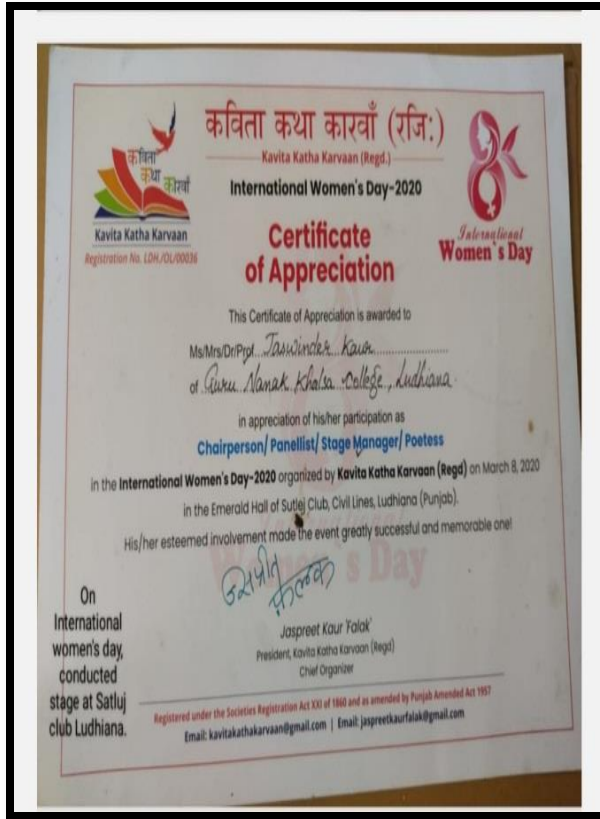 कविता कथा कारवाँ (रजि:)
Kavita Katha Karvaan (Regd.)
कविता
कथा
कारवाँ
Kavita Katha Karvaan
Registration No. LDH./OL/00036
International Women's Day-2020
International
Women's Day
Certificate
of Appreciation
This Certificate of Appreciation is awarded to
Ms/Mrs/Dr/Prof. Jaswinder Kaur
of Guru Nanak Khalsa College, Ludhiana.
in appreciation of his/her participation as
Chairperson/ Panellist/ Stage Manager/ Poetess
in the International Women's Day-2020 organized by Kavita Katha Karvaan (Regd) on March 8, 2020
in the Emerald Hall of Sutlej Club, Civil Lines, Ludhiana (Punjab).
His/her esteemed involvement made the event greatly successful and memorable one!
जसप्रीत
फ़लक
Jaspreet Kaur 'Falak'
President, Kavita Katha Karvaan (Regd)
Chief Organizer
On
International
women's day,
conducted
stage at Satluj
club Ludhiana.
Registered under the Societies Registration Act XXI of 1860 and as amended by Punjab Amended Act 1957
Email: kavitakathakarvaan@gmail.com | Email: jaspreetkaurfalak@gmail.com